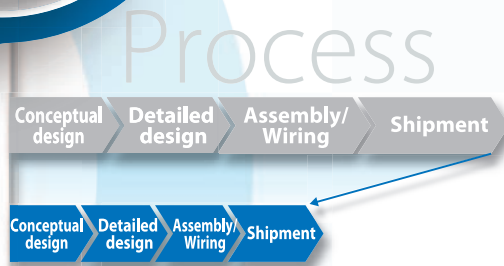 Process
Conceptual
design
Detailed
design
Assembly/
Wiring
Shipment
Conceptual
design
Detailed
design
Assembly/
Wiring
Shipment